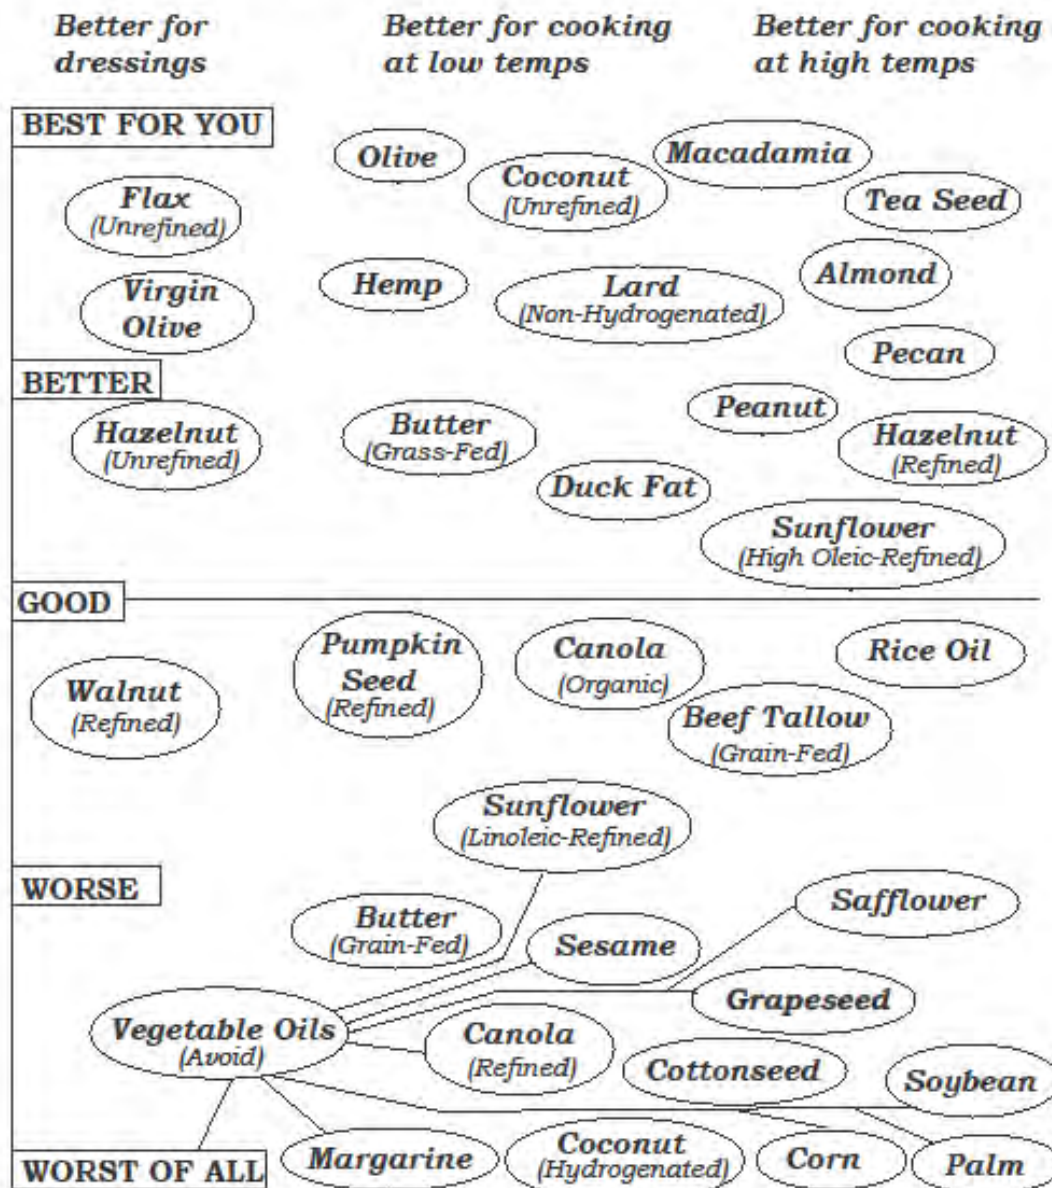 Better for
dressings
Better for cooking
at low temps
Better for cooking
at high temps
BEST FOR YOU
Olive
Macadamia
Coconut
(Unrefined)
Flax
(Unrefined)
Tea Seed
Virgin
Olive
Hemp
Lard
(Non-Hydrogenated)
Almond
Pecan
BETTER
Hazelnut
(Unrefined)
Butter
(Grass-Fed)
Peanut
Hazelnut
(Refined)
Duck Fat
Sunflower
(High Oleic-Refined)
GOOD
Walnut
(Refined)
Pumpkin
Seed
(Refined)
Canola
(Organic)
Rice Oil
Beef Tallow
(Grain-Fed)
Sunflower
(Linoleic-Refined)
WORSE
Butter
(Grain-Fed)
Sesame
Safflower
Grapeseed
Vegetable Oils
(Avoid)
Canola
(Refined)
Cottonseed
Soybean
WORST OF ALL
Margarine
Coconut
(Hydrogenated)
Corn
Palm